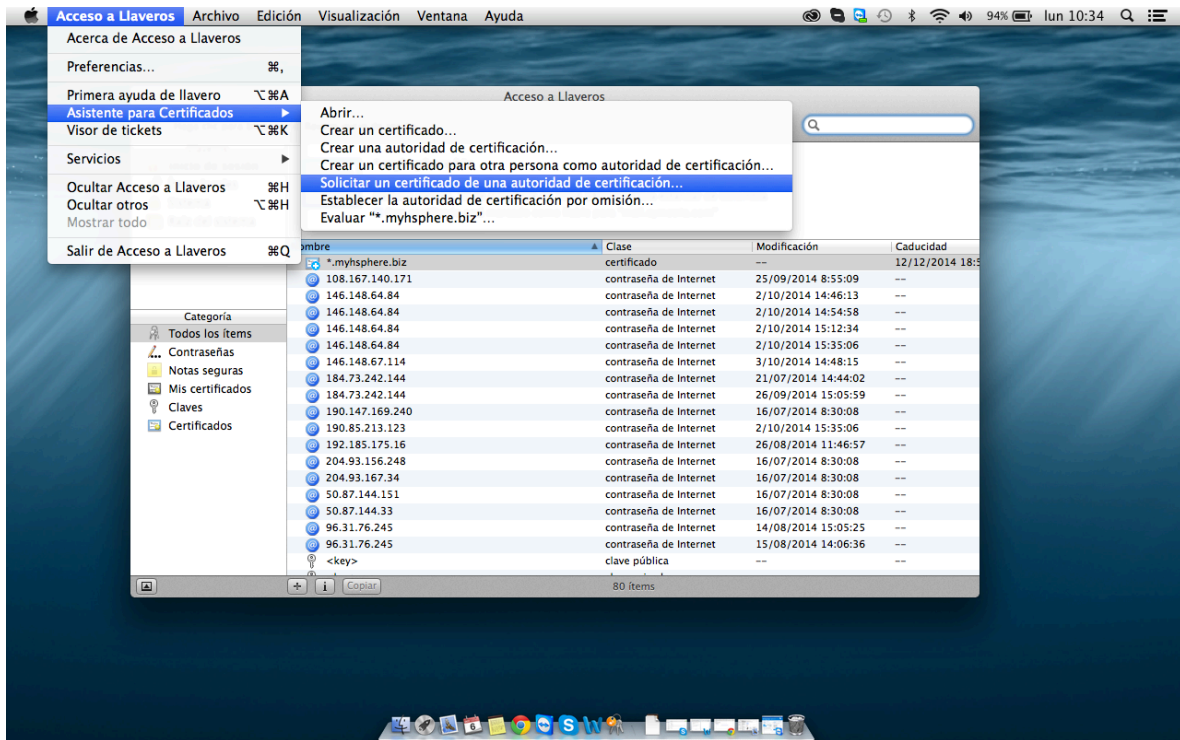 Acceso a Llaveros Archivo Edición Visualización Ventana Ayuda 94% lun 10:34
Acerca de Acceso a Llaveros
Preferencias... ⌘,
Primera ayuda de llavero ⌥⌘A
Asistente para Certificados ▶
Visor de tickets ⌥⌘K
Servicios ▶
Ocultar Acceso a Llaveros ⌘H
Ocultar otros ⌥⌘H
Mostrar todo
Salir de Acceso a Llaveros ⌘Q
Acceso a Llaveros
Abrir...
Crear un certificado...
Crear una autoridad de certificación...
Crear un certificado para otra persona como autoridad de certificación...
Solicitar un certificado de una autoridad de certificación...
Establecer la autoridad de certificación por omisión...
Evaluar "*.myhsphere.biz"...
ombre Clase Modificación Caducidad
*.myhsphere.biz certificado -- 12/12/2014 18:5
108.167.140.171 contraseña de Internet 25/09/2014 8:55:09 --
146.148.64.84 contraseña de Internet 2/10/2014 14:46:13 --
146.148.64.84 contraseña de Internet 2/10/2014 14:54:58 --
146.148.64.84 contraseña de Internet 2/10/2014 15:12:34 --
146.148.64.84 contraseña de Internet 2/10/2014 15:35:06 --
146.148.67.114 contraseña de Internet 3/10/2014 14:48:15 --
184.73.242.144 contraseña de Internet 21/07/2014 14:44:02 --
184.73.242.144 contraseña de Internet 26/09/2014 15:05:59 --
190.147.169.240 contraseña de Internet 16/07/2014 8:30:08 --
190.85.213.123 contraseña de Internet 2/10/2014 15:35:06 --
192.185.175.16 contraseña de Internet 26/08/2014 11:46:57 --
204.93.156.248 contraseña de Internet 16/07/2014 8:30:08 --
204.93.167.34 contraseña de Internet 16/07/2014 8:30:08 --
50.87.144.151 contraseña de Internet 16/07/2014 8:30:08 --
50.87.144.33 contraseña de Internet 16/07/2014 8:30:08 --
96.31.76.245 contraseña de Internet 14/08/2014 15:05:25 --
96.31.76.245 contraseña de Internet 15/08/2014 14:06:36 --
<key> clave pública -- --
Categoría
Todos los ítems
Contraseñas
Notas seguras
Mis certificados
Claves
Certificados
Copiar
80 ítems
6